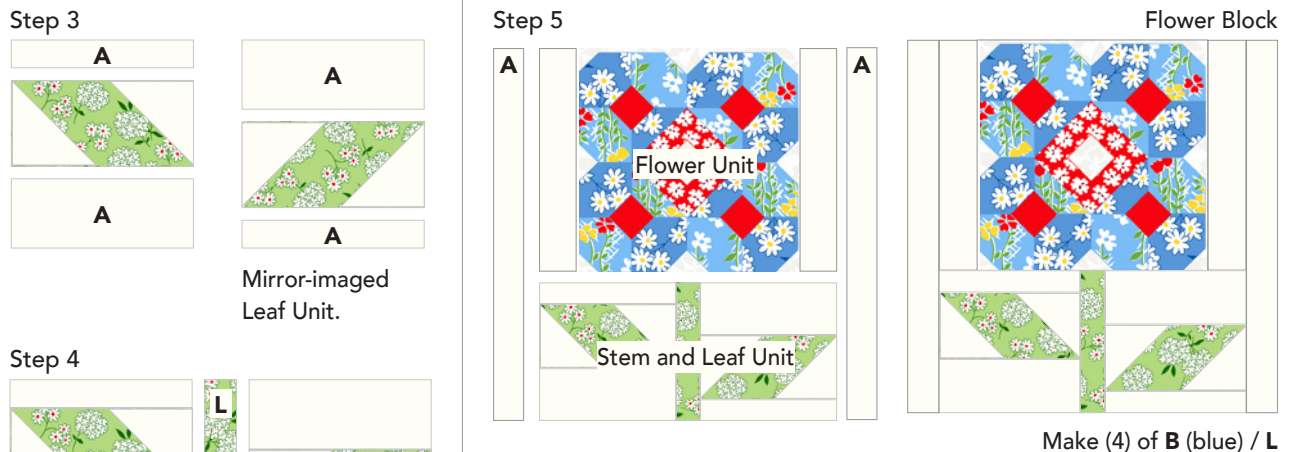 Step 3
A
A
A
A
Mirror-imaged
Leaf Unit.
Step 4
L
Step 5
A
Flower Unit
A
Stem and Leaf Unit
Flower Block
Make (4) of B (blue) / L